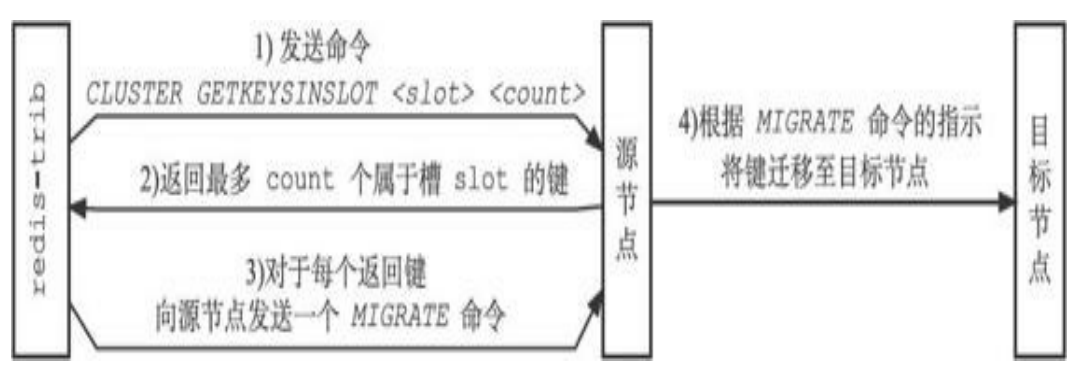 redis-trib
1) 发送命令
CLUSTER GETKEYSINSLOT <slot> <count>
2)返回最多 count 个属于槽 slot 的键
3)对于每个返回键
向源节点发送一个 MIGRATE 命令
源节点
4)根据 MIGRATE 命令的指示
将键迁移至目标节点
目标节点